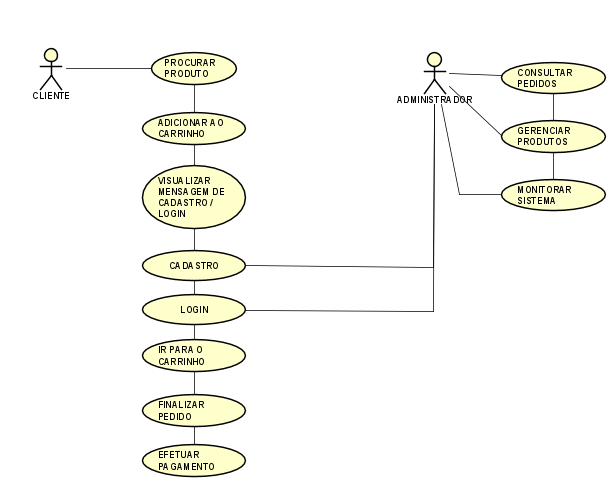 CLIENTE
PROCURAR
PRODUTO
ADICIONAR AO
CARRINHO
VISUALIZAR
MENSAGEM DE
CADASTRO /
LOGIN
CADASTRO
LOGIN
IR PARA O
CARRINHO
FINALIZAR
PEDIDO
EFETUAR
PAGAMENTO
ADMINISTRADOR
CONSULTAR
PEDIDOS
GERENCIAR
PRODUTOS
MONITORAR
SISTEMA